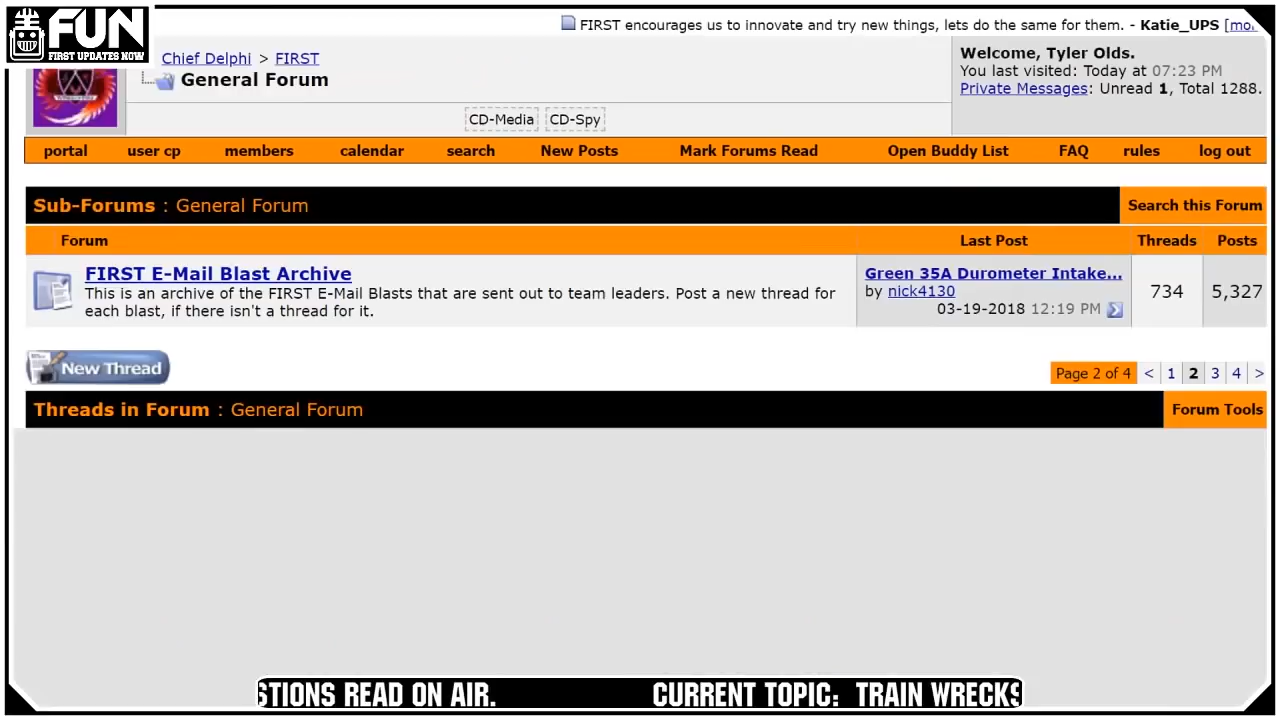 FUN
FIRST UPDATES NOW
FIRST encourages us to innovate and try new things, lets do the same for them. - Katie_UPS [mo.
Chief Delphi > FIRST
General Forum
Welcome, Tyler Olds.
You last visited: Today at 07:23 PM
Private Messages: Unread 1, Total 1288.
CD-Media CD-Spy
portal user cp members calendar search New Posts Mark Forums Read Open Buddy List FAQ rules log out
Sub-Forums : General Forum Search this Forum
Forum Last Post Threads Posts
FIRST E-Mail Blast Archive
This is an archive of the FIRST E-Mail Blasts that are sent out to team leaders. Post a new thread for
each blast, if there isn't a thread for it.
Green 35A Durometer Intake...
by nick4130
03-19-2018 12:19 PM
734 5,327
New Thread
Page 2 of 4 < 1 2 3 4 >
Threads in Forum : General Forum Forum Tools
STIONS READ ON AIR. CURRENT TOPIC: TRAIN WRECKS